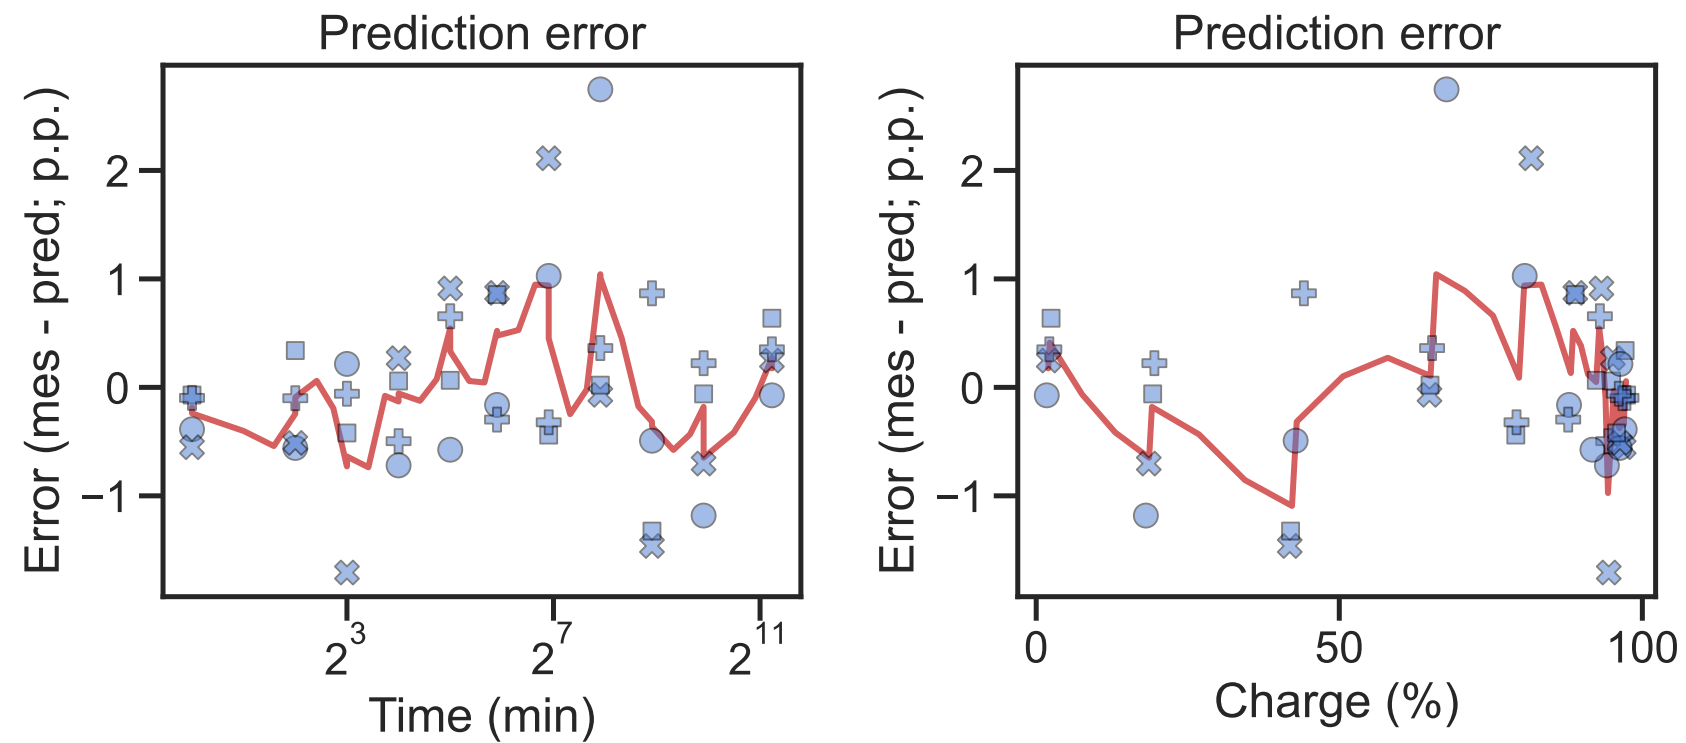 Prediction error
Error (mes - pred; p.p.)
2
1
0
−1
2^3
2^7
2^11
Time (min)
Prediction error
Error (mes - pred; p.p.)
2
1
0
−1
0
50
100
Charge (%)